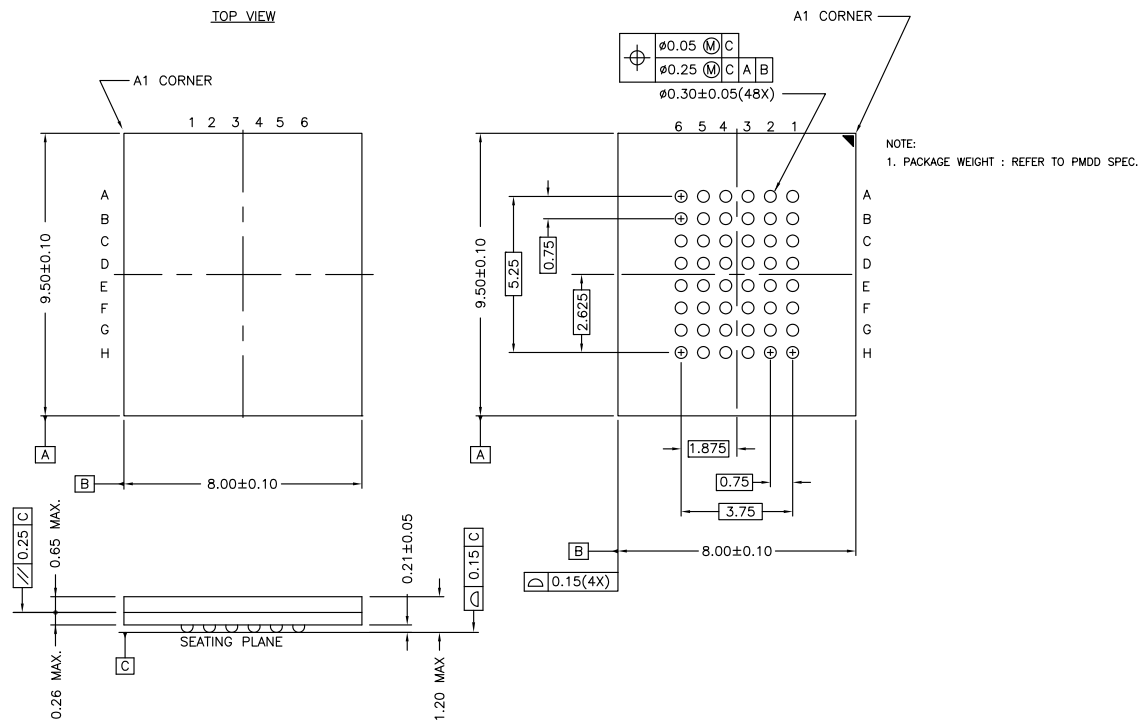 TOP VIEW
A1 CORNER
1 2 3 4 5 6
A
B
C
D
E
F
G
H
9.50±0.10
A
B
8.00±0.10
A1 CORNER
ø0.05 Ⓜ C
ø0.25 Ⓜ C A B
ø0.30±0.05(48X)
6 5 4 3 2 1
A
B
C
D
E
F
G
H
9.50±0.10
5.25
0.75
2.625
A
1.875
0.75
3.75
B
8.00±0.10
0.15(4X)
NOTE:
1. PACKAGE WEIGHT : REFER TO PMDD SPEC.
// 0.25 C
0.65 MAX.
0.21±0.05
0.15 C
SEATING PLANE
C
0.26 MAX.
1.20 MAX